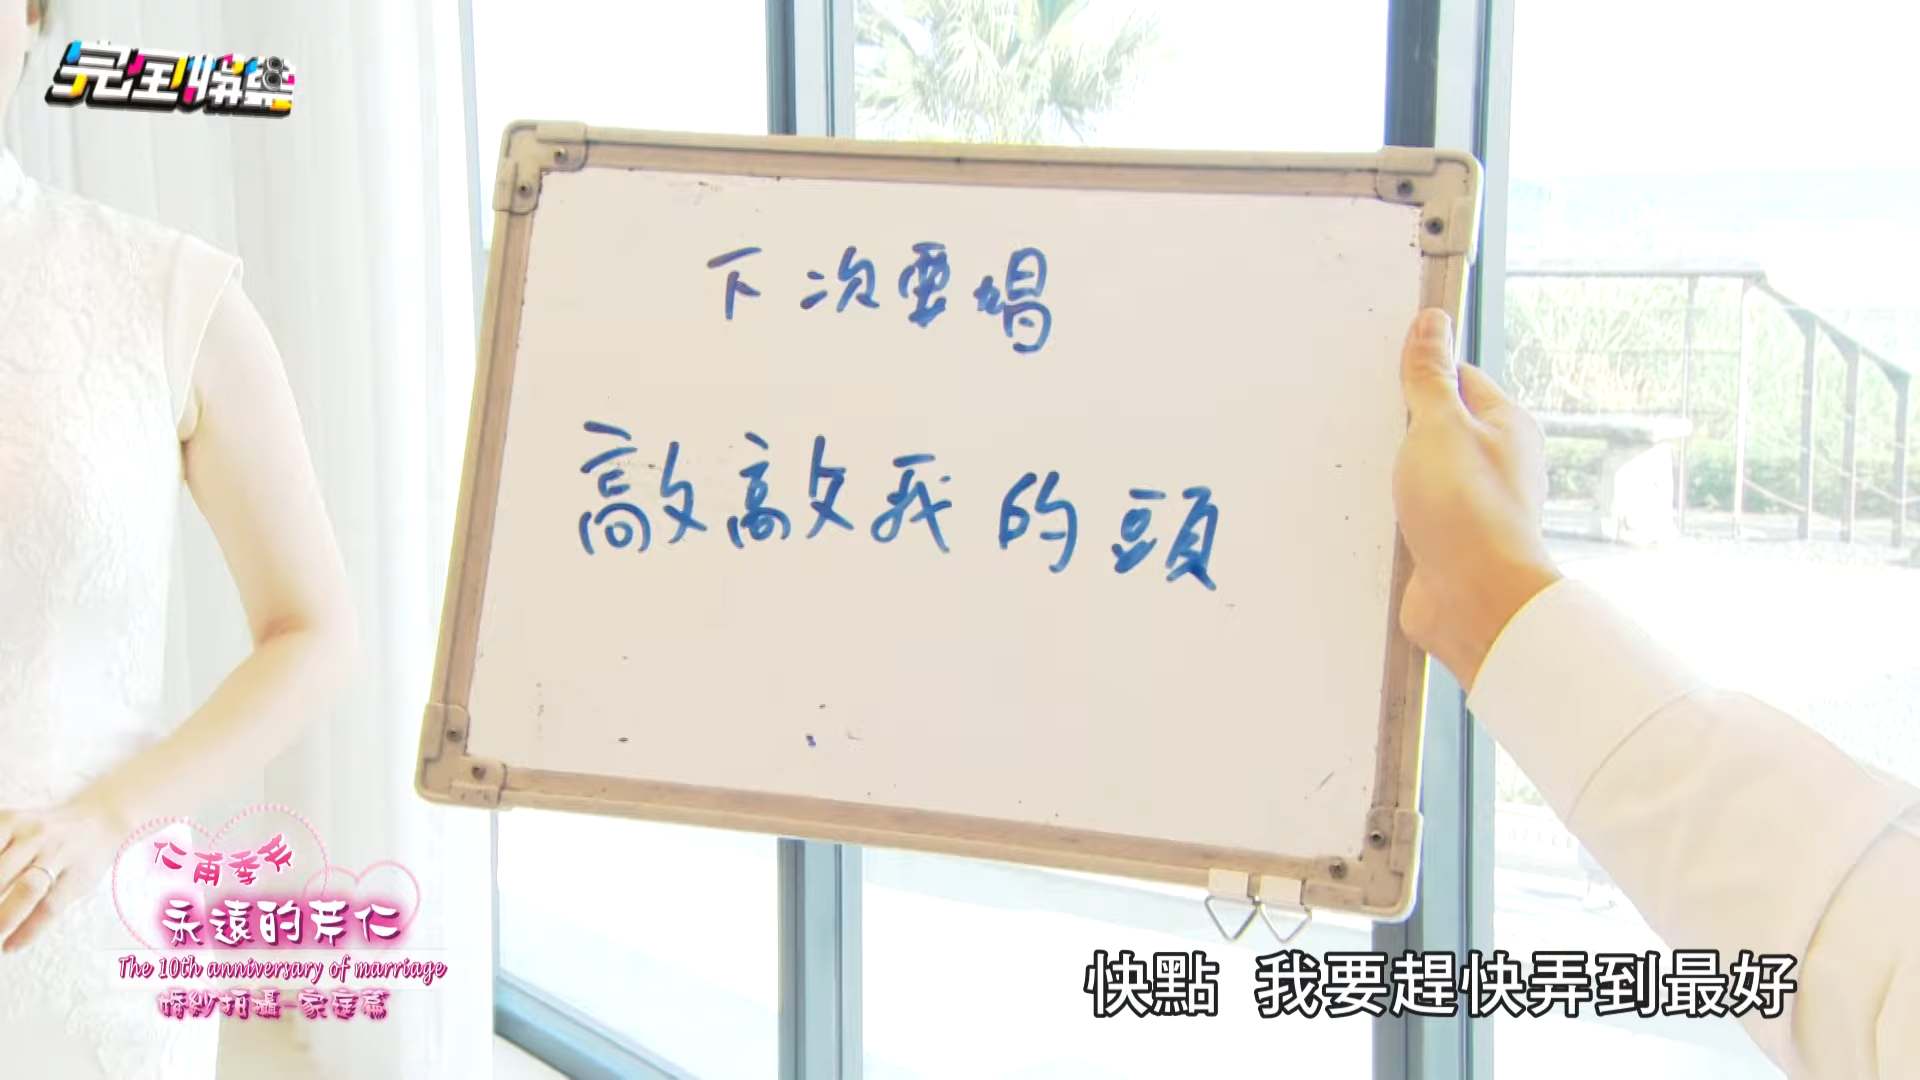 完全娛樂
下次要唱
敲敲我的頭
仁甫季芹
永遠的芹仁
The 10th anniversary of marriage
婚紗拍攝-家庭篇
快點 我要趕快弄到最好